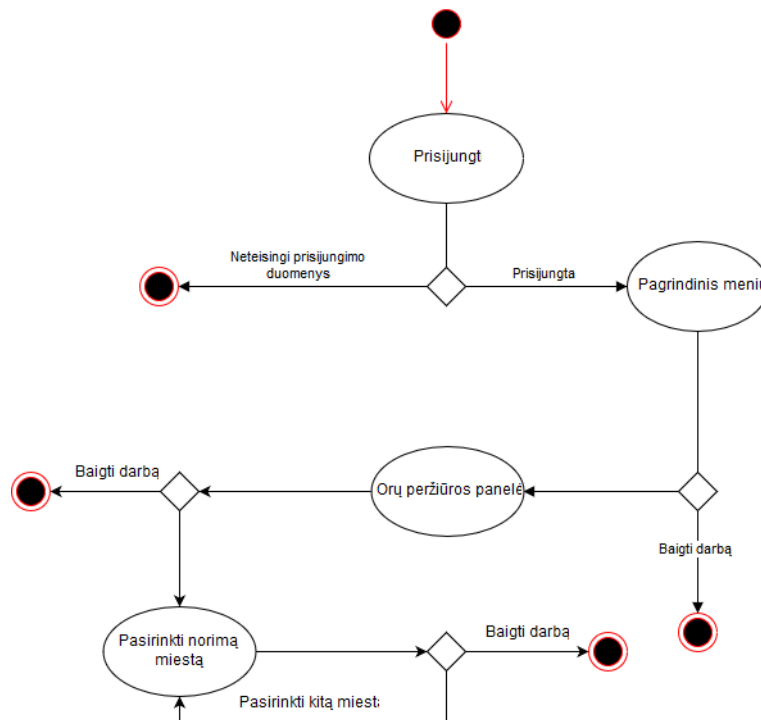 Prisijungt
Neteisingi prisijungimo
duomenys
Prisijungta
Pagrindinis meniu
Baigti darbą
Orų peržiūros panelė
Baigti darbą
Pasirinkti norimą
miestą
Baigti darbą
Pasirinkti kitą miestą